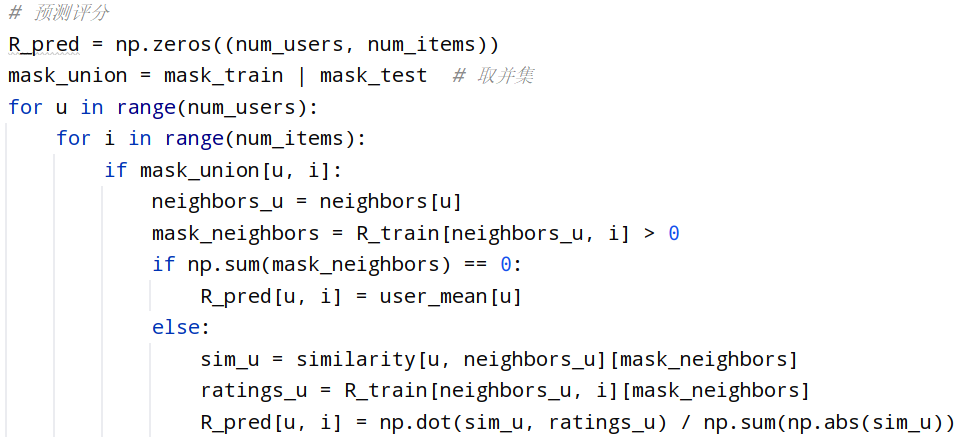 # 预测评分
R_pred = np.zeros((num_users, num_items))
mask_union = mask_train | mask_test  # 取并集
for u in range(num_users):
    for i in range(num_items):
        if mask_union[u, i]:
            neighbors_u = neighbors[u]
            mask_neighbors = R_train[neighbors_u, i] > 0
            if np.sum(mask_neighbors) == 0:
                R_pred[u, i] = user_mean[u]
            else:
                sim_u = similarity[u, neighbors_u][mask_neighbors]
                ratings_u = R_train[neighbors_u, i][mask_neighbors]
                R_pred[u, i] = np.dot(sim_u, ratings_u) / np.sum(np.abs(sim_u))